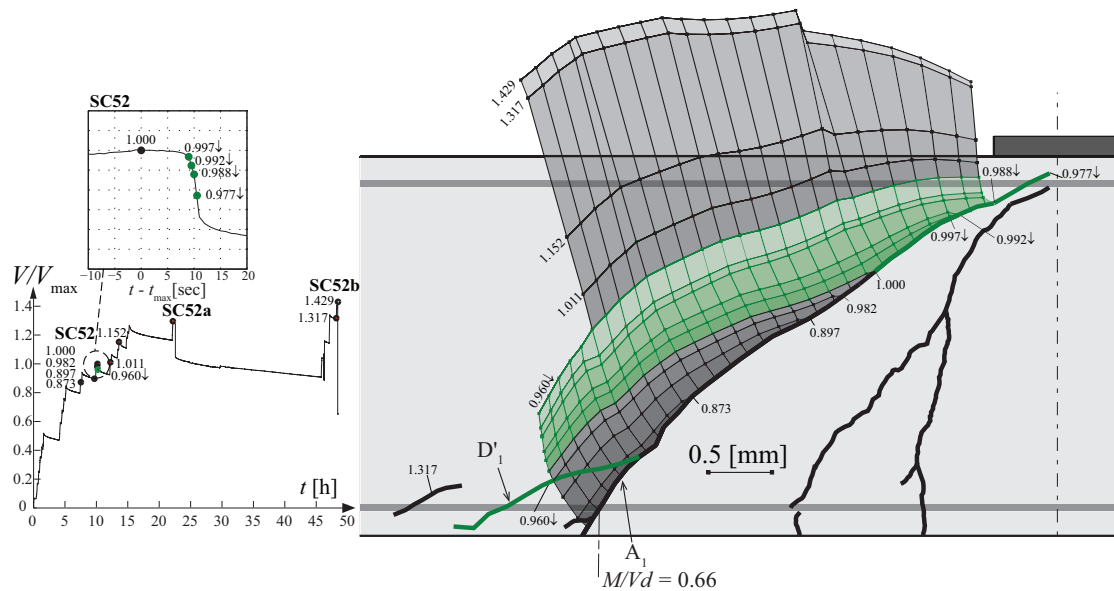 SC52
1.000
0.997↓
0.992↓
0.988↓
0.977↓
−10 −5 0 5 10 15 20
t - tmax[sec]
V/Vmax
1.4
1.2
1.0
0.8
0.6
0.4
0.2
0
SC52
SC52a
SC52b
1.429
1.317
1.152
1.000
0.982
0.897
0.873
1.011
0.960↓
t [h]
0 5 10 15 20 25 30 35 40 45 50
1.429
1.317
1.152
1.011
0.960↓
0.988↓
0.977↓
0.997↓
0.992↓
1.000
0.982
0.897
0.873
0.5 [mm]
D'1
1.317
0.960↓
A1
M/Vd = 0.66